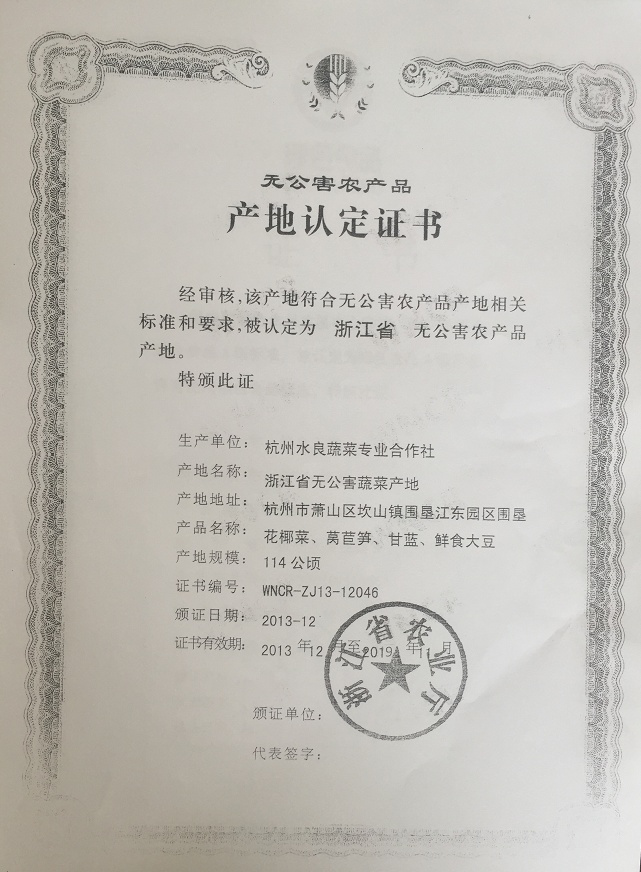 无公害农产品
产地认定证书
经审核,该产地符合无公害农产品产地相关
标准和要求,被认定为 浙江省 无公害农产品
产地。
特颁此证
生产单位: 杭州水良蔬菜专业合作社
产地名称: 浙江省无公害蔬菜产地
产地地址: 杭州市萧山区坎山镇围垦江东园区围垦
产品名称: 花椰菜、莴苣笋、甘蓝、鲜食大豆
产地规模: 114公顷
证书编号: WNCR-ZJ13-12046
颁证日期: 2013-12
证书有效期: 2013 年 12 月至2019 年 1 月
浙江省农业厅
颁证单位:
代表签字: